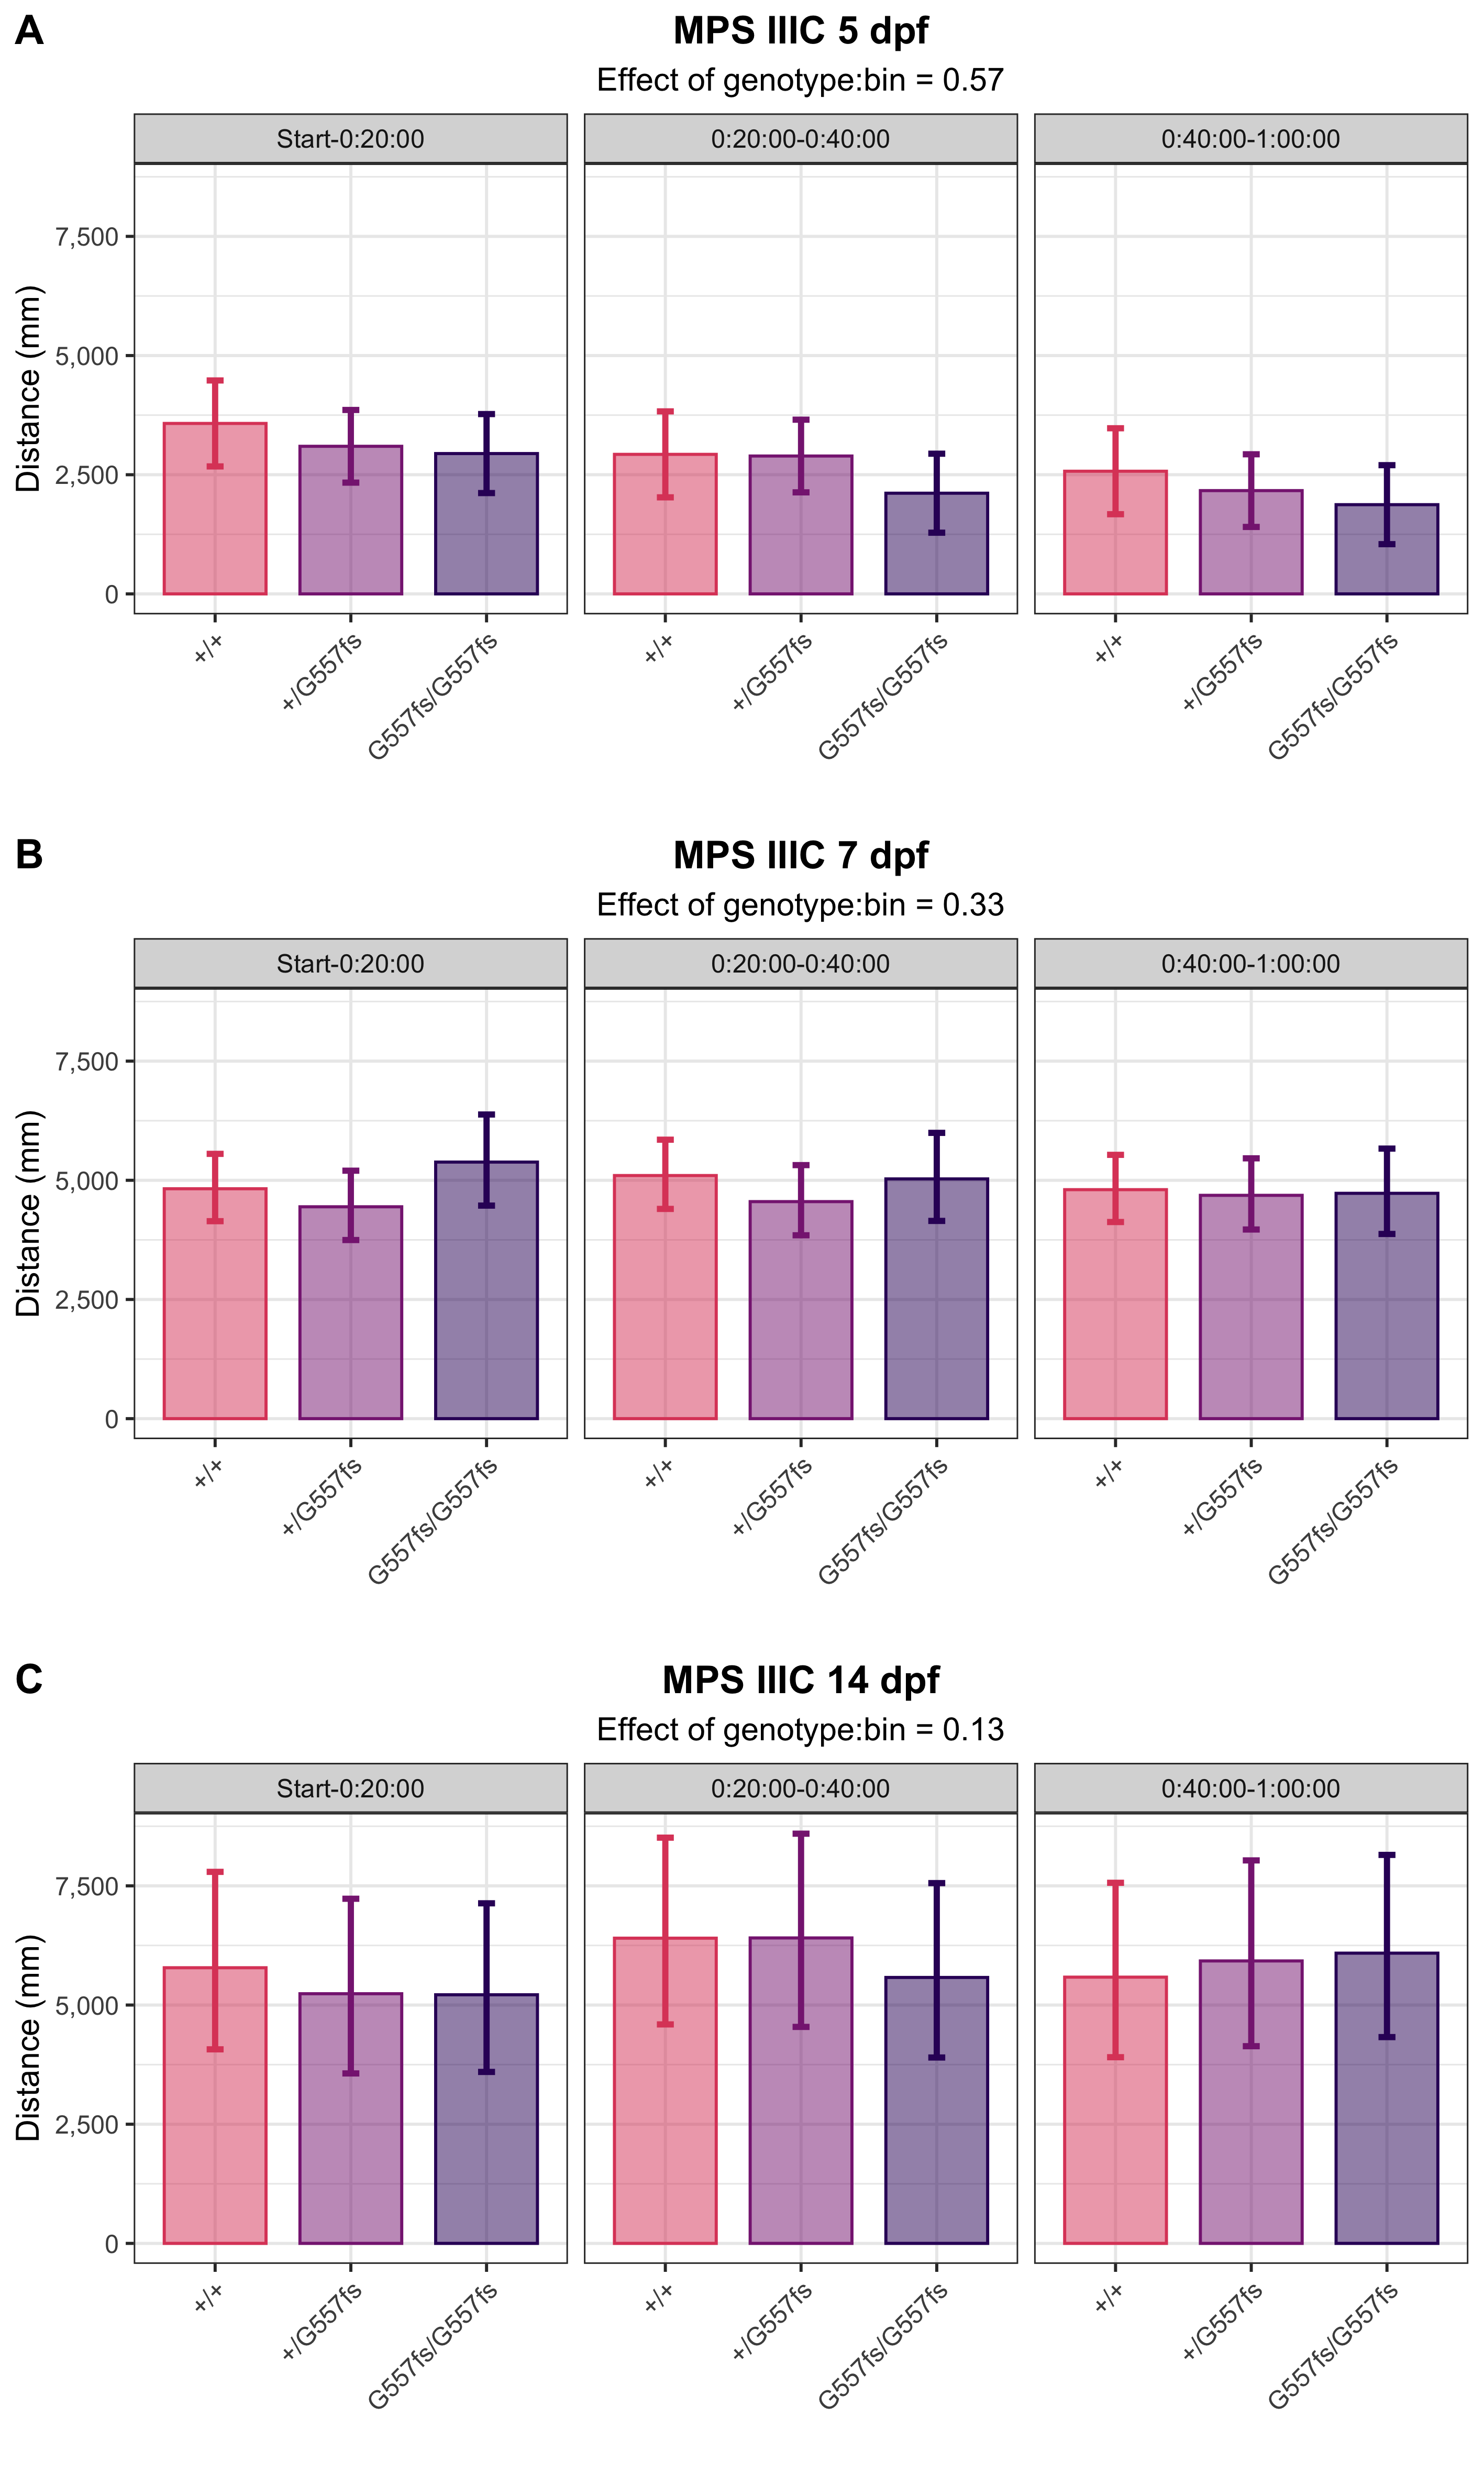 A
MPS IIIC 5 dpf
Effect of genotype:bin = 0.57
Start-0:20:00
0:20:00-0:40:00
0:40:00-1:00:00
Distance (mm)
7,500
5,000
2,500
0
+/+
+/G557fs
G557fs/G557fs
+/+
+/G557fs
G557fs/G557fs
+/+
+/G557fs
G557fs/G557fs
B
MPS IIIC 7 dpf
Effect of genotype:bin = 0.33
Start-0:20:00
0:20:00-0:40:00
0:40:00-1:00:00
Distance (mm)
7,500
5,000
2,500
0
+/+
+/G557fs
G557fs/G557fs
+/+
+/G557fs
G557fs/G557fs
+/+
+/G557fs
G557fs/G557fs
C
MPS IIIC 14 dpf
Effect of genotype:bin = 0.13
Start-0:20:00
0:20:00-0:40:00
0:40:00-1:00:00
Distance (mm)
7,500
5,000
2,500
0
+/+
+/G557fs
G557fs/G557fs
+/+
+/G557fs
G557fs/G557fs
+/+
+/G557fs
G557fs/G557fs